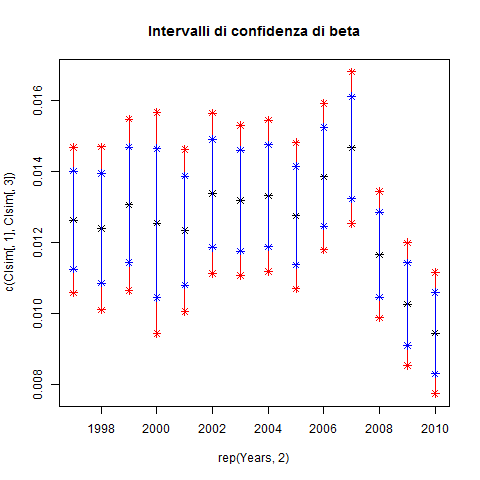 Intervalli di confidenza di beta
c(CIsim[, 1], CIsim[, 3])
0.016
0.014
0.012
0.010
0.008
1998 2000 2002 2004 2006 2008 2010
rep(Years, 2)